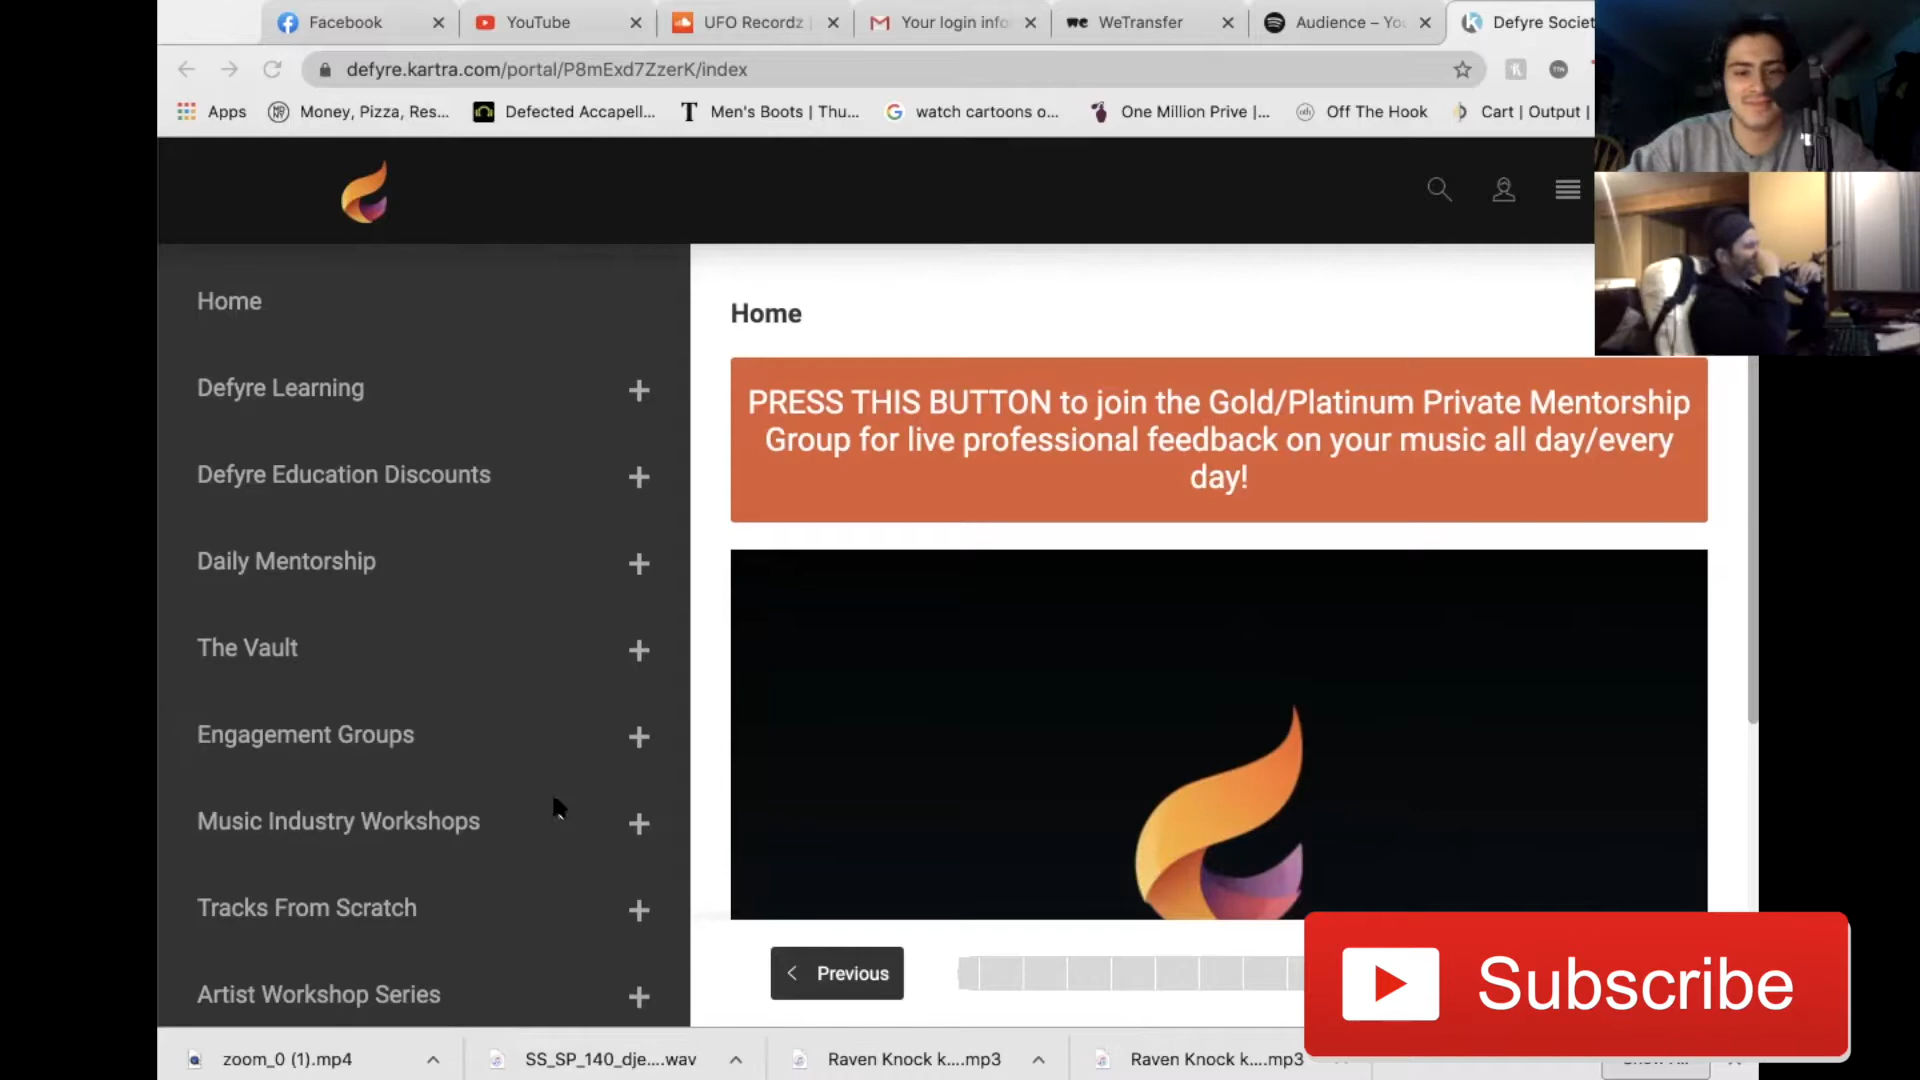 Facebook
YouTube
UFO Recordz
Your login info
WeTransfer
Audience – You
Defyre Societ
defyre.kartra.com/portal/P8mExd7ZzerK/index
Apps
Money, Pizza, Res...
Defected Accapell...
Men's Boots | Thu...
watch cartoons o...
One Million Prive |...
Off The Hook
Cart | Output |
Home
Defyre Learning
Defyre Education Discounts
Daily Mentorship
The Vault
Engagement Groups
Music Industry Workshops
Tracks From Scratch
Artist Workshop Series
Home
PRESS THIS BUTTON to join the Gold/Platinum Private Mentorship
Group for live professional feedback on your music all day/every
day!
Previous
Subscribe
zoom_0 (1).mp4
SS_SP_140_dje....wav
Raven Knock k....mp3
Raven Knock k....mp3